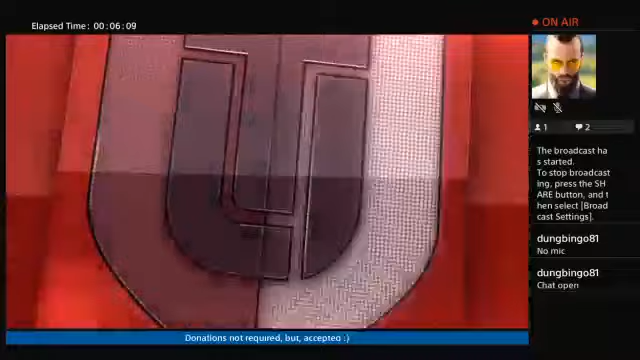 Elapsed Time: 00:06:09
ON AIR
1 2
The broadcast ha
s started.
To stop broadcast
ing, press the SH
ARE button, and t
hen select [Broad
cast Settings].
dungbingo81
No mic
dungbingo81
Chat open
Donations not required, but, accepted :)